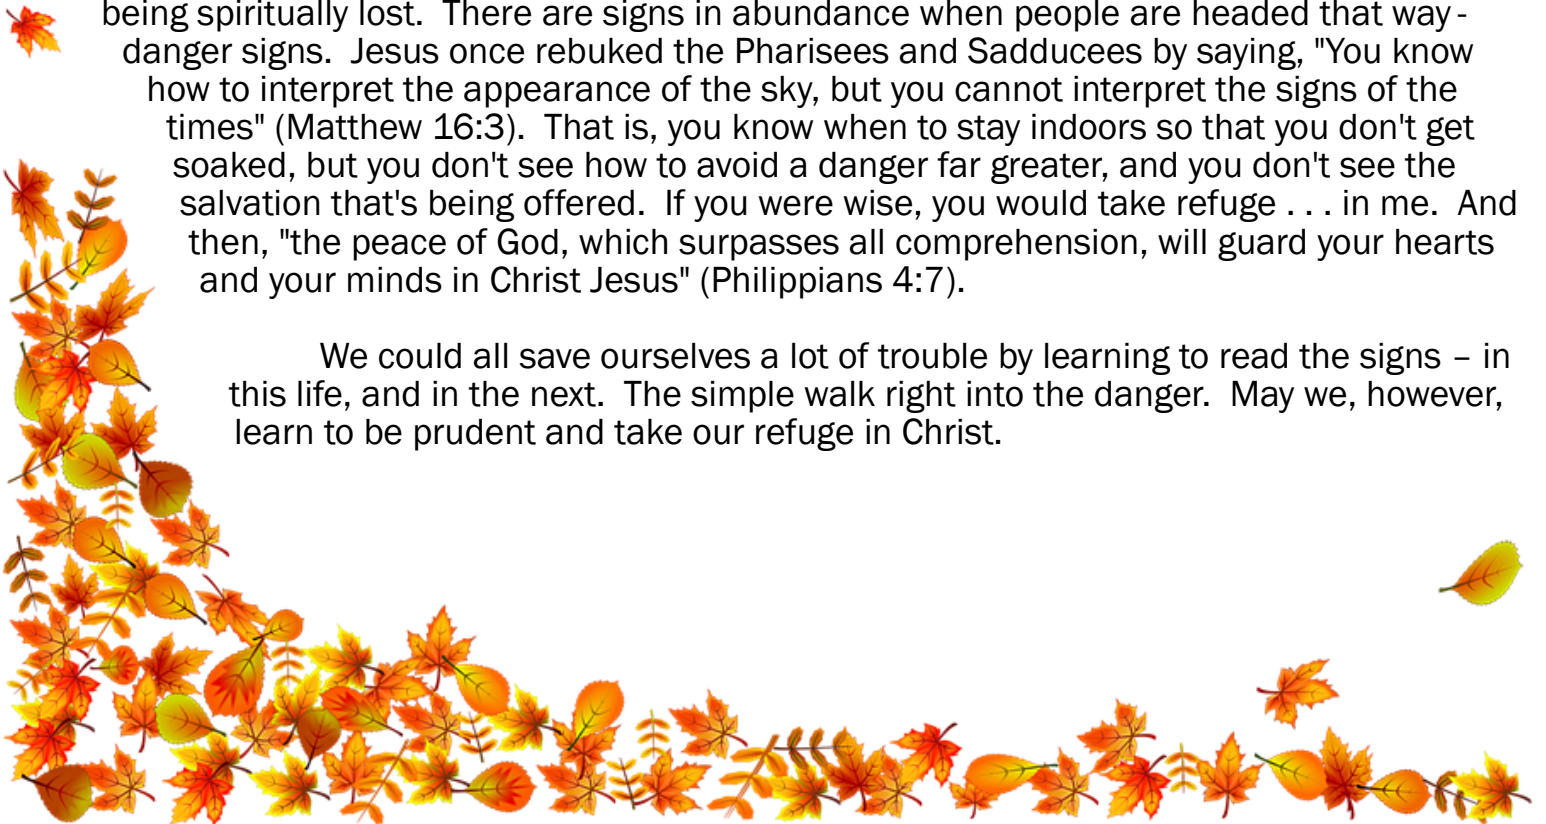 being spiritually lost.  There are signs in abundance when people are headed that way -
danger signs.  Jesus once rebuked the Pharisees and Sadducees by saying, "You know
how to interpret the appearance of the sky, but you cannot interpret the signs of the
times" (Matthew 16:3).  That is, you know when to stay indoors so that you don't get
soaked, but you don't see how to avoid a danger far greater, and you don't see the
salvation that's being offered.  If you were wise, you would take refuge . . . in me.  And
then, "the peace of God, which surpasses all comprehension, will guard your hearts
and your minds in Christ Jesus" (Philippians 4:7).
We could all save ourselves a lot of trouble by learning to read the signs – in
this life, and in the next.  The simple walk right into the danger.  May we, however,
learn to be prudent and take our refuge in Christ.